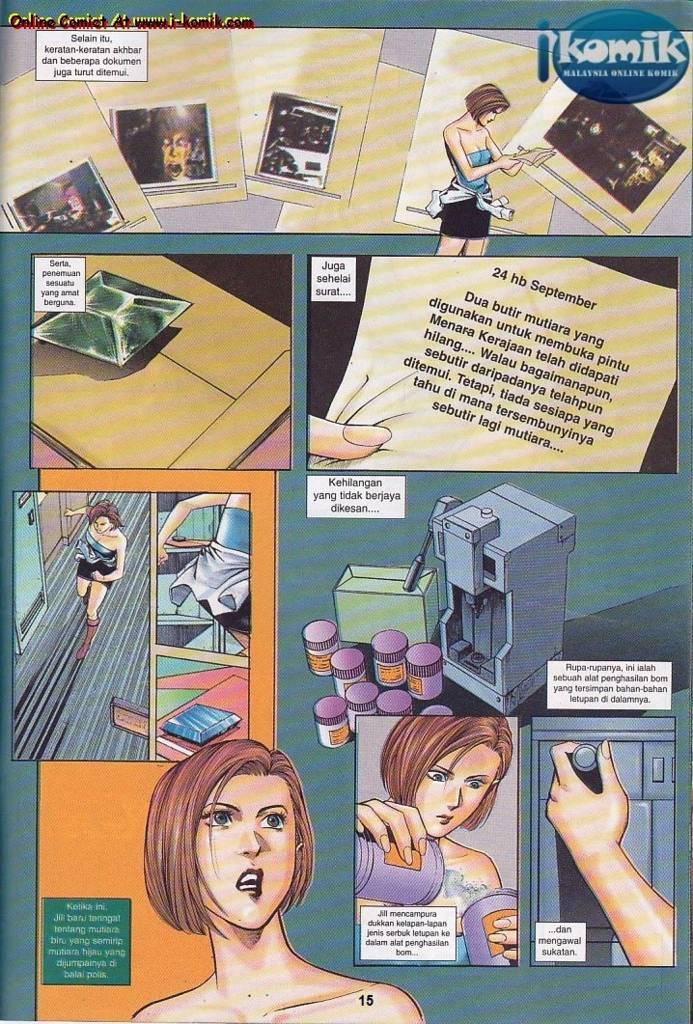 Online Comict At www.i-komik.com
ikomik
MALAYSIA ONLINE KOMIK
Selain itu,
keratan-keratan akhbar
dan beberapa dokumen
juga turut ditemui.
Serta,
penemuan
sesuatu
yang amat
berguna.
Juga
sehelai
surat....
24 hb September
Dua butir mutiara yang
digunakan untuk membuka pintu
Menara Kerajaan telah didapati
hilang.... Walau bagaimanapun,
sebutir daripadanya telahpun
ditemui. Tetapi, tiada sesiapa yang
tahu di mana tersembunyinya
sebutir lagi mutiara....
Kehilangan
yang tidak berjaya
dikesan....
Rupa-rupanya, ini ialah
sebuah alat penghasilan bom
yang tersimpan bahan-bahan
letupan di dalamnya.
Ketika ini,
Jill baru teringat
tentang mutiara
biru yang semirip
mutiara hijau yang
dijumpainya di
balai polis.
Jill mencampura
dukkan kelapan-lapan
jenis serbuk letupan ke
dalam alat penghasilan
bom...
...dan
mengawal
sukatan.
15